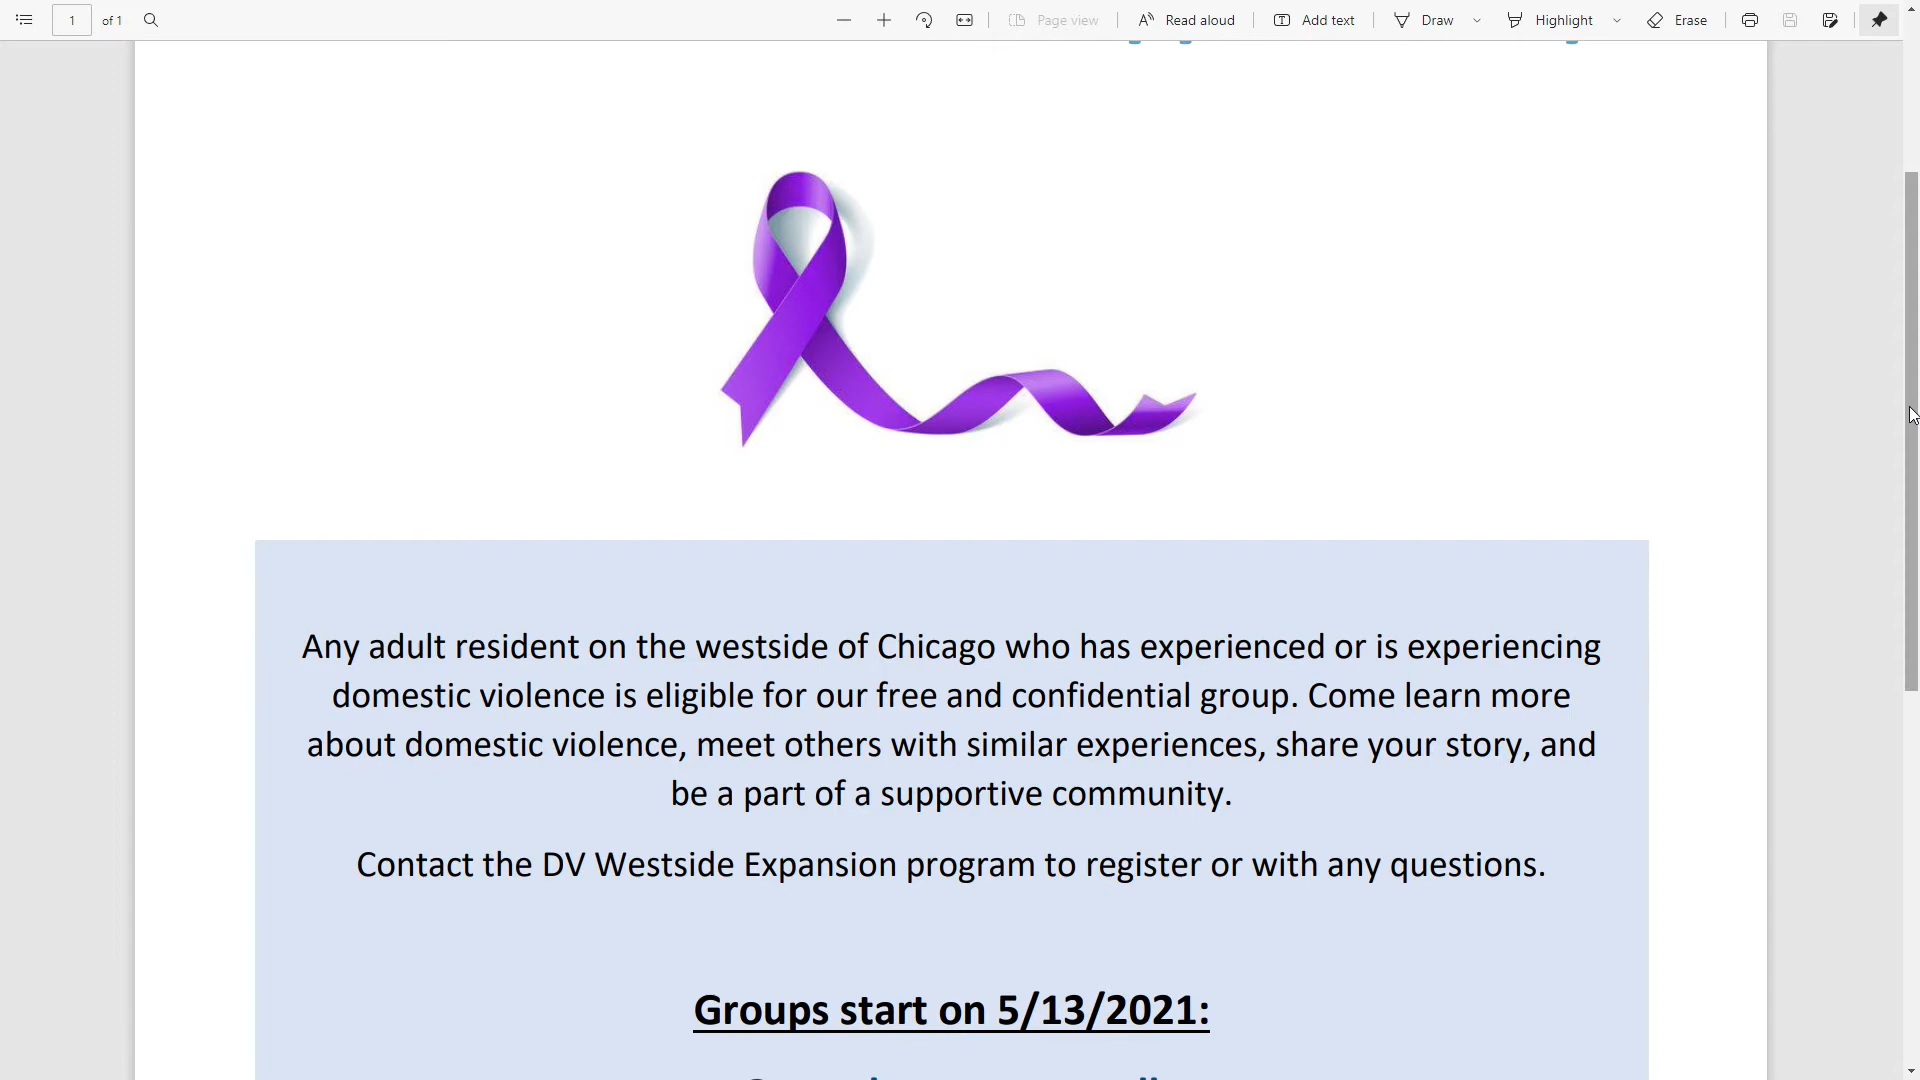 1 of 1 Page view Read aloud Add text Draw Highlight Erase
Any adult resident on the westside of Chicago who has experienced or is experiencing
domestic violence is eligible for our free and confidential group. Come learn more
about domestic violence, meet others with similar experiences, share your story, and
be a part of a supportive community.
Contact the DV Westside Expansion program to register or with any questions.
Groups start on 5/13/2021: